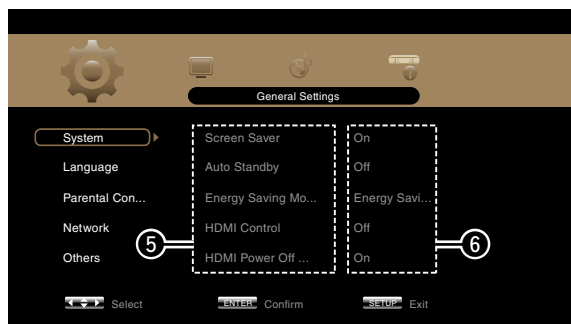 General Settings
System Screen Saver On
Language Auto Standby Off
Parental Con... Energy Saving Mo... Energy Savi...
Network HDMI Control Off
5 6
Others HDMI Power Off ... On
Select ENTER Confirm SETUP Exit